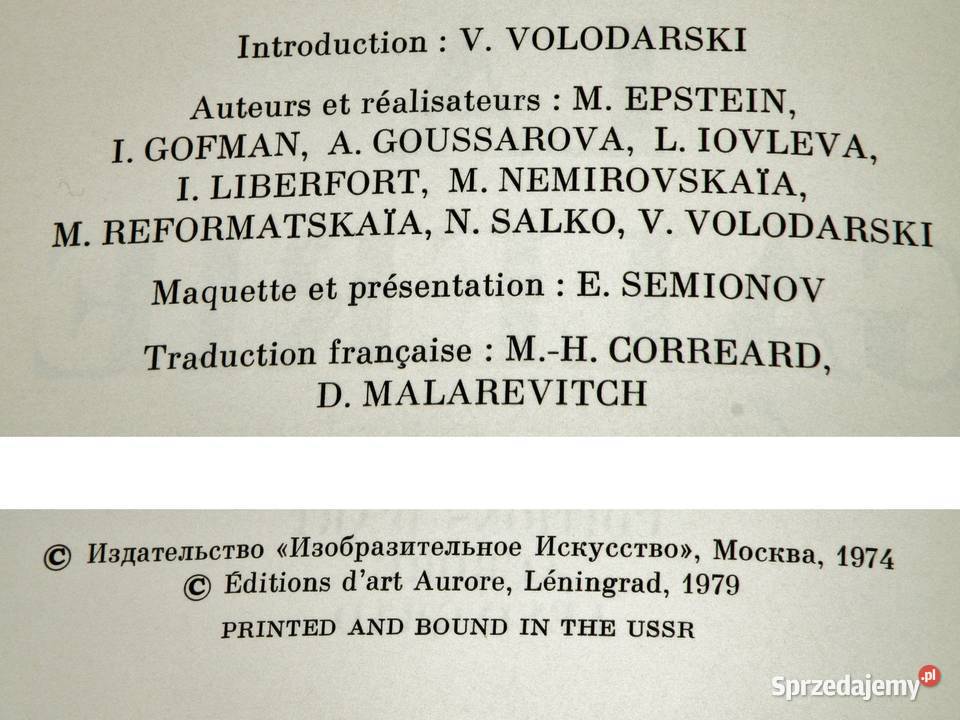 Introduction : V. VOLODARSKI
Auteurs et réalisateurs : M. EPSTEIN,
I. GOFMAN, A. GOUSSAROVA, L. IOVLEVA,
I. LIBERFORT, M. NEMIROVSKAÏA,
M. REFORMATSKAÏA, N. SALKO, V. VOLODARSKI
Maquette et présentation : E. SEMIONOV
Traduction française : M.-H. CORREARD,
D. MALAREVITCH
© Издательство «Изобразительное Искусство», Москва, 1974
© Éditions d'art Aurore, Léningrad, 1979
PRINTED AND BOUND IN THE USSR
Sprzedajemy.pl